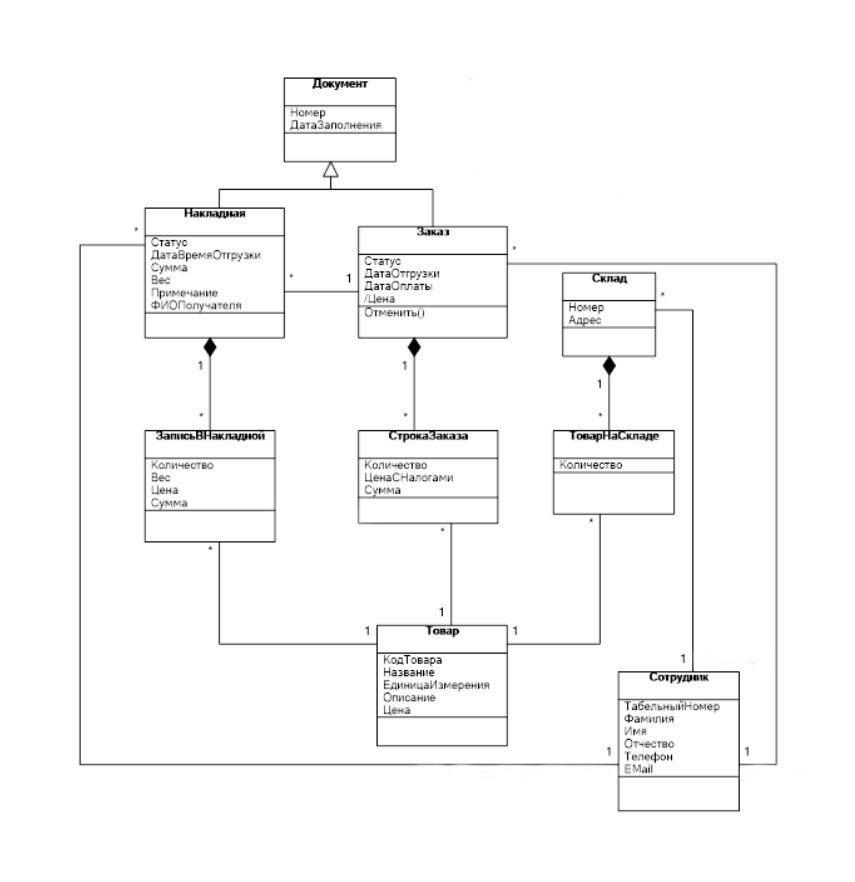 Документ
Номер
ДатаЗаполнения
Накладная
*
Статус
ДатаВремяОтгрузки
Сумма
Вес
Примечание
ФИОПолучателя
*
1
Заказ
*
Статус
ДатаОтгрузки
ДатаОплаты
/Цена
Отменить()
Склад
*
Номер
Адрес
1
*
1
*
1
*
ЗаписьВНакладной
Количество
Вес
Цена
Сумма
*
СтрокаЗаказа
Количество
ЦенаСНалогами
Сумма
*
ТоварНаСкладе
Количество
*
1
1
1
Товар
КодТовара
Название
ЕдиницаИзмерения
Описание
Цена
1
Сотрудник
ТабельныйНомер
Фамилия
Имя
Отчество
Телефон
EMail
1
1